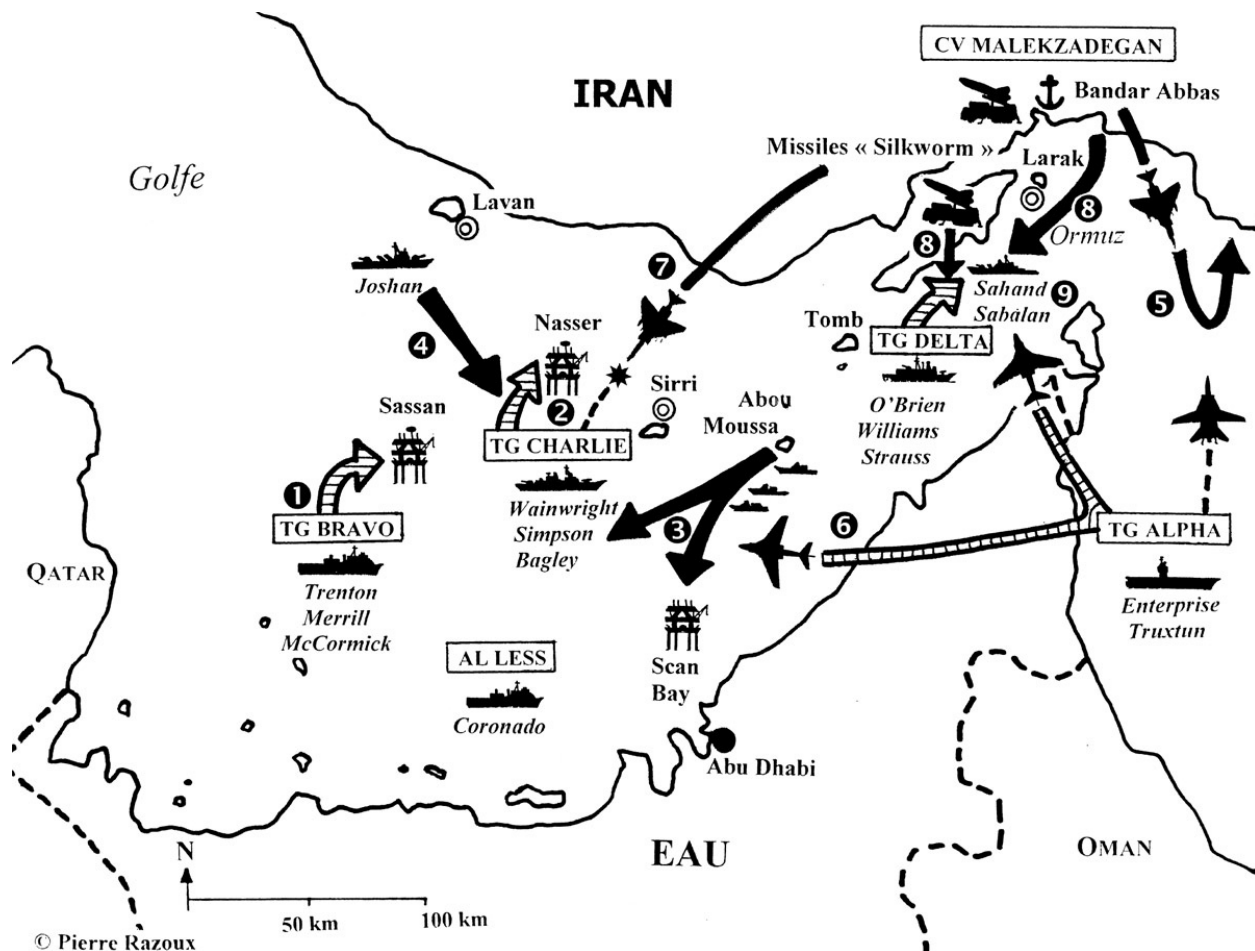 CV MALEKZADEGAN
IRAN
Bandar Abbas
Missiles « Silkworm »
Larak
Golfe
Lavan
8
8
Ormuz
Joshan
7
Sahand
Sabalan
9
5
Nasser
Tomb
TG DELTA
4
Sirri
Abou
Moussa
O'Brien
Williams
Strauss
Sassan
2
TG CHARLIE
Wainwright
Simpson
Bagley
1
TG BRAVO
3
6
TG ALPHA
QATAR
Trenton
Merrill
McCormick
Enterprise
Truxtun
AL LESS
Coronado
Scan
Bay
Abu Dhabi
EAU
OMAN
N
50 km
100 km
© Pierre Razoux